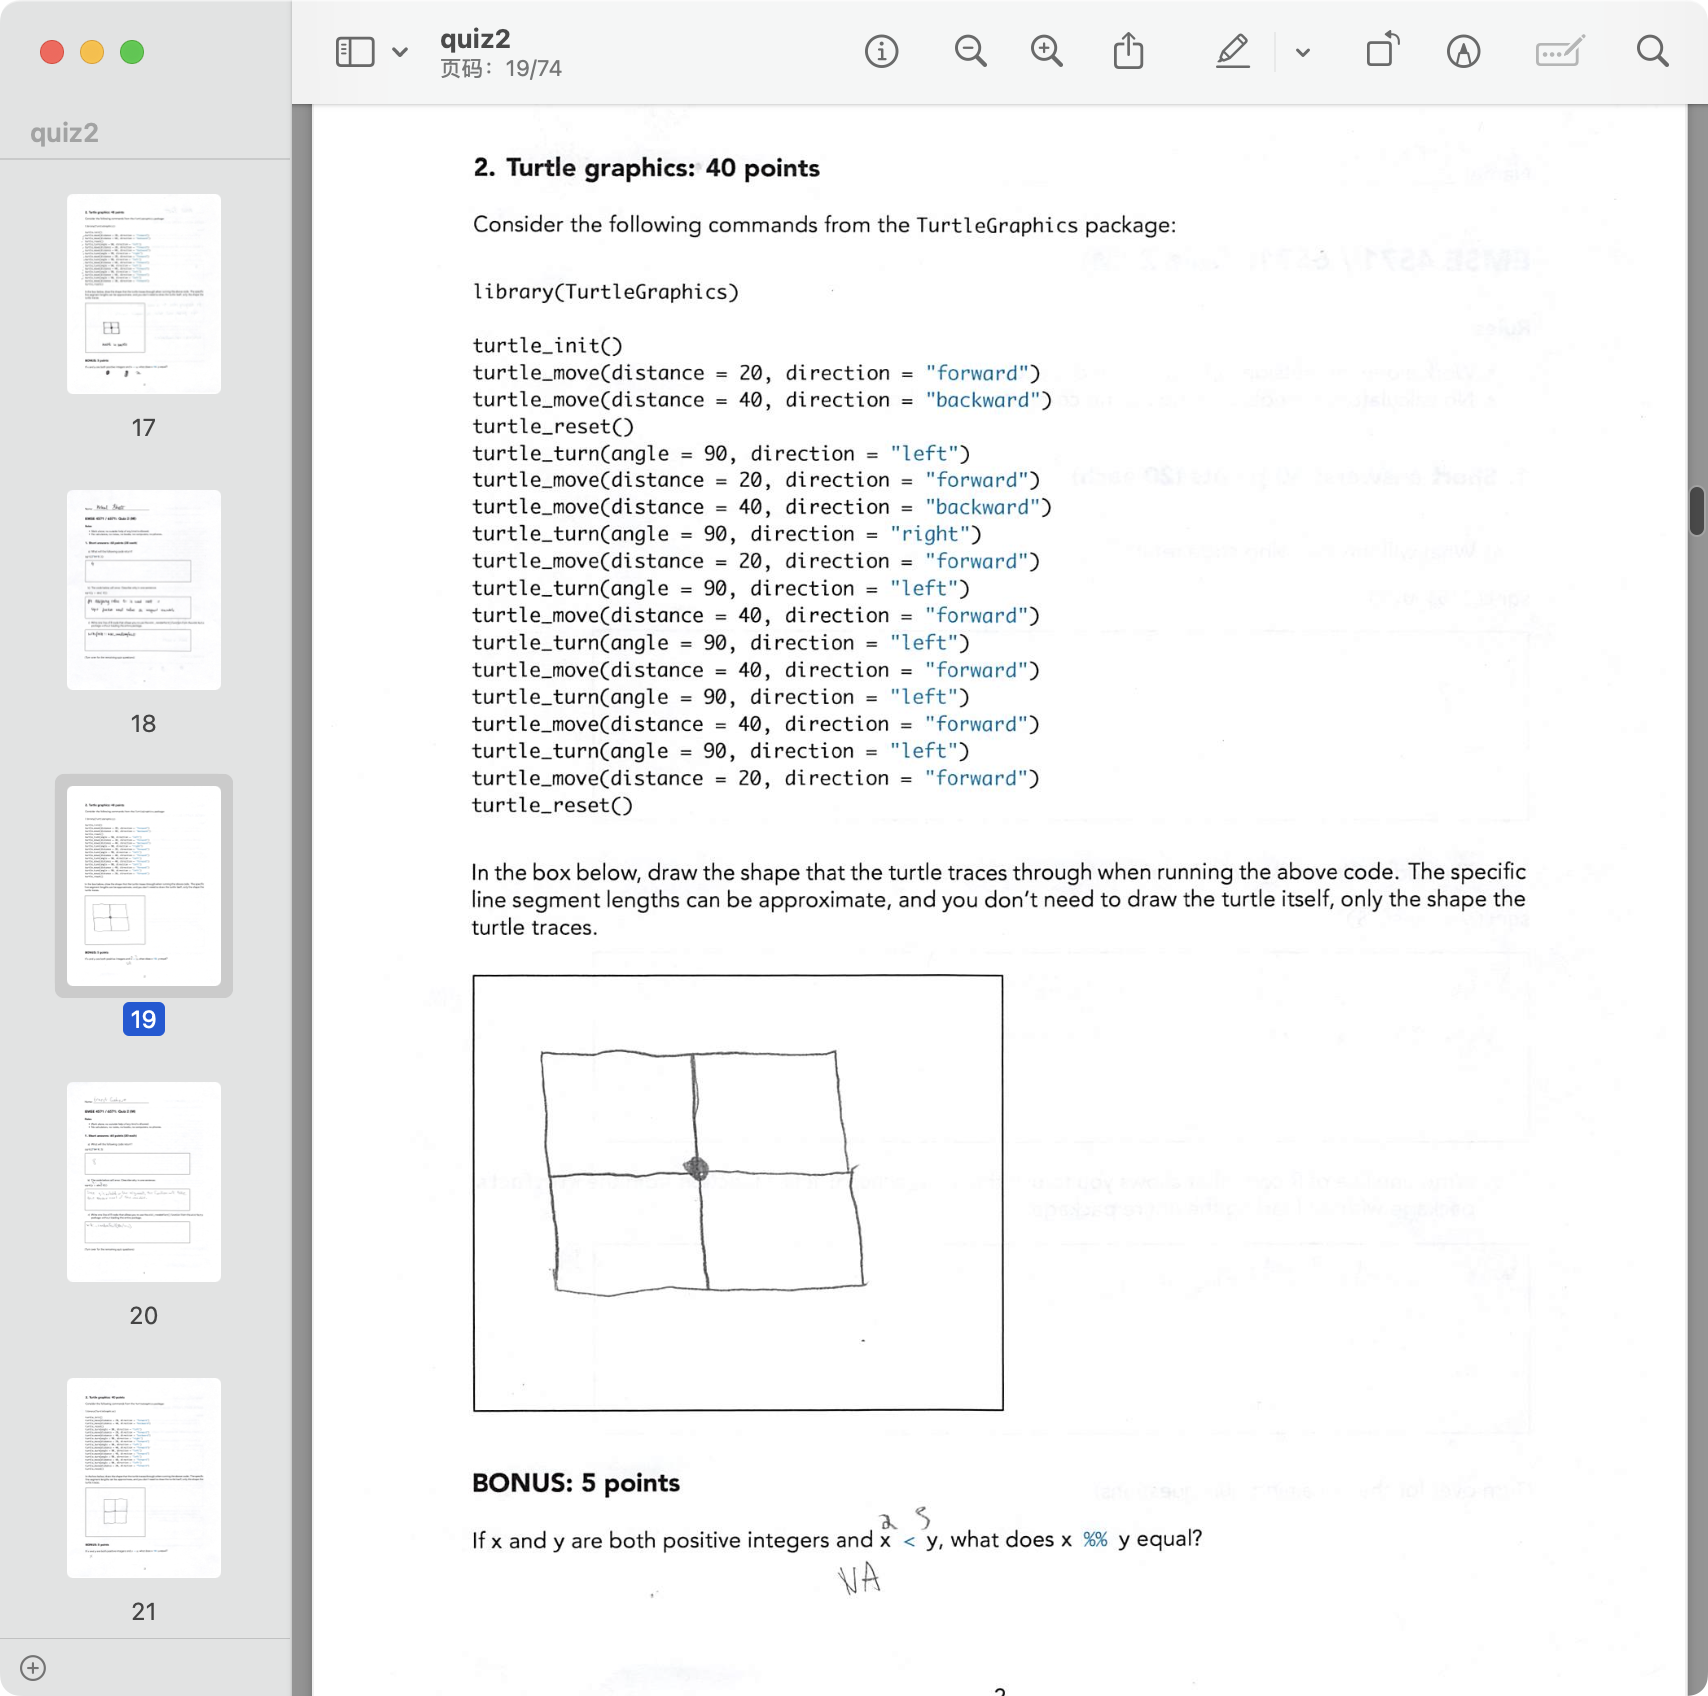 quiz2
页码：19/74
quiz2
17
18
19
20
21
2. Turtle graphics: 40 points
Consider the following commands from the TurtleGraphics package:
library(TurtleGraphics)
turtle_init()
turtle_move(distance = 20, direction = "forward")
turtle_move(distance = 40, direction = "backward")
turtle_reset()
turtle_turn(angle = 90, direction = "left")
turtle_move(distance = 20, direction = "forward")
turtle_move(distance = 40, direction = "backward")
turtle_turn(angle = 90, direction = "right")
turtle_move(distance = 20, direction = "forward")
turtle_turn(angle = 90, direction = "left")
turtle_move(distance = 40, direction = "forward")
turtle_turn(angle = 90, direction = "left")
turtle_move(distance = 40, direction = "forward")
turtle_turn(angle = 90, direction = "left")
turtle_move(distance = 40, direction = "forward")
turtle_turn(angle = 90, direction = "left")
turtle_move(distance = 20, direction = "forward")
turtle_reset()
In the box below, draw the shape that the turtle traces through when running the above code. The specific
line segment lengths can be approximate, and you don't need to draw the turtle itself, only the shape the
turtle traces.
BONUS: 5 points
2 5
If x and y are both positive integers and x < y, what does x %% y equal?
NA